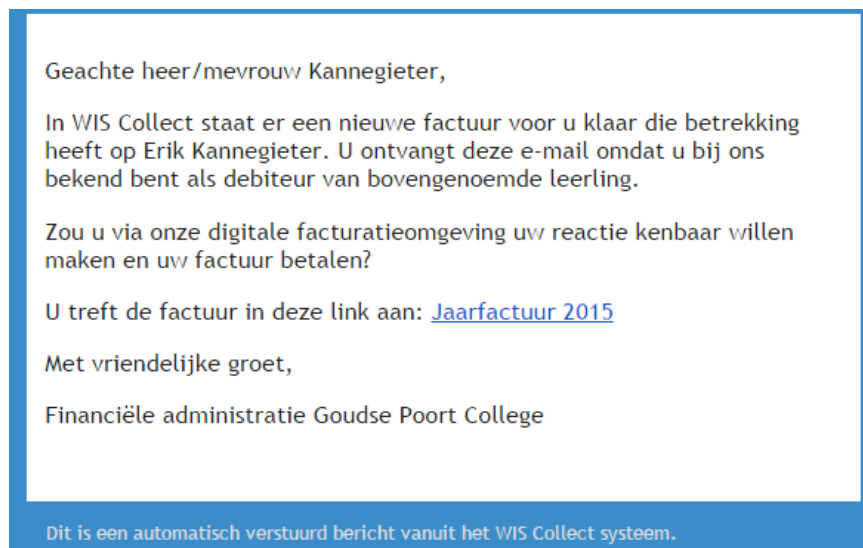 Geachte heer/mevrouw Kannegieter,
In WIS Collect staat er een nieuwe factuur voor u klaar die betrekking
heeft op Erik Kannegieter. U ontvangt deze e-mail omdat u bij ons
bekend bent als debiteur van bovengenoemde leerling.
Zou u via onze digitale facturatieomgeving uw reactie kenbaar willen
maken en uw factuur betalen?
U treft de factuur in deze link aan: Jaarfactuur 2015
Met vriendelijke groet,
Financiële administratie Goudse Poort College
Dit is een automatisch verstuurd bericht vanuit het WIS Collect systeem.